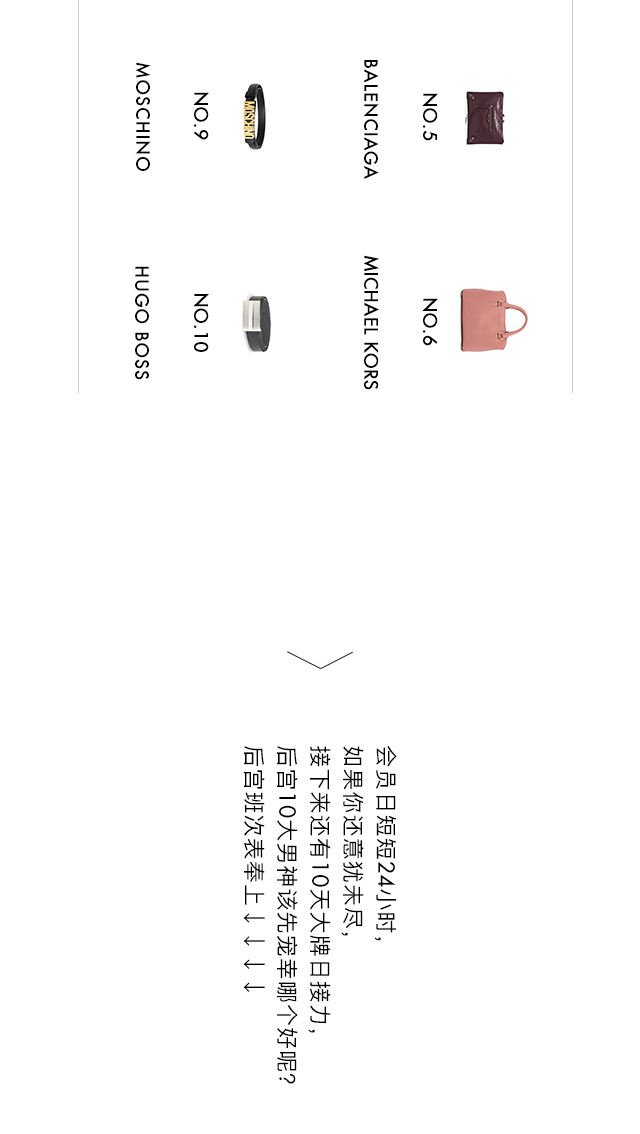 NO.5
BALENCIAGA
NO.6
MICHAEL KORS
NO.9
MOSCHINO
NO.10
HUGO BOSS
会员日短短24小时，
如果你还意犹未尽，
接下来还有10天大牌日接力，
后宫10大男神该先宠幸哪个好呢?
后宫班次表奉上↓↓↓↓
MOSCHINO